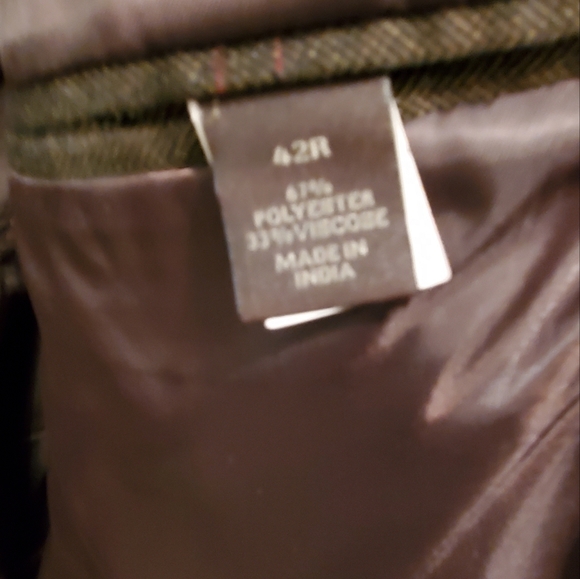 42R
67%
POLYESTER
33%VISCOSE
MADE IN
INDIA